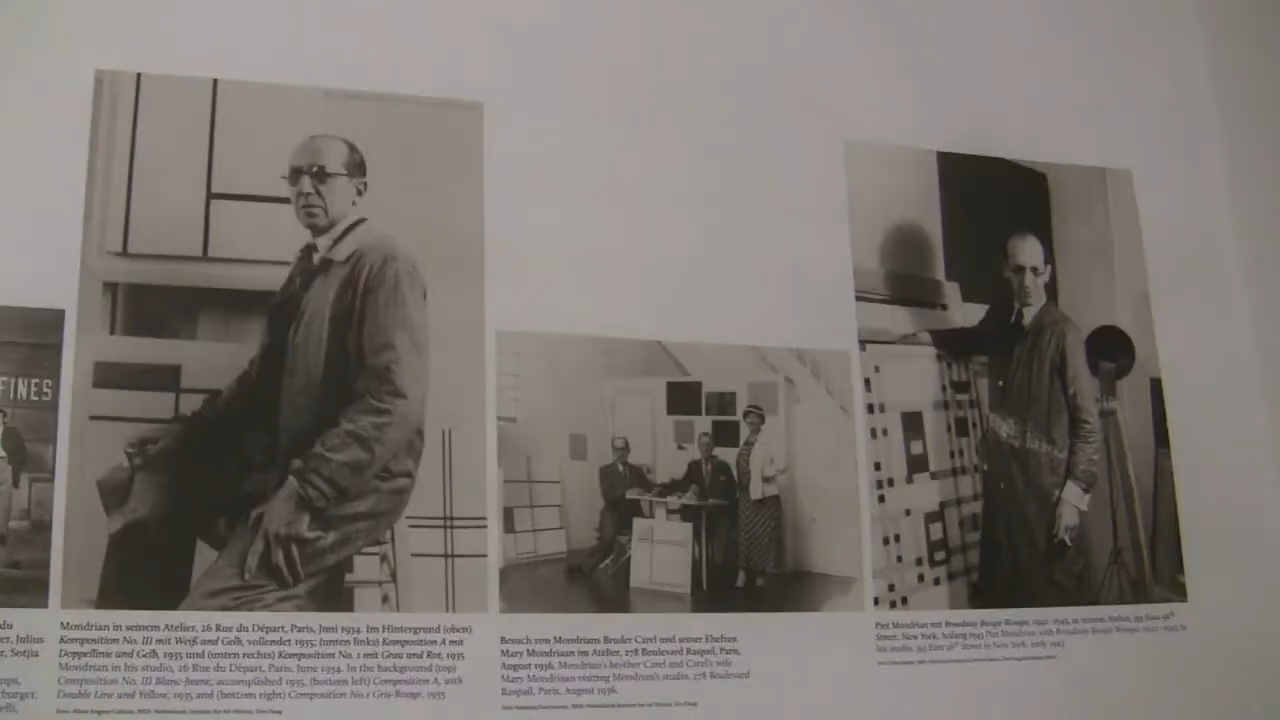 FINES
du
er, Julius
r, Sotja
burger,
elli,
Mondrian in seinem Atelier, 26 Rue du Départ, Paris, Juni 1934. Im Hintergrund (oben)
Komposition No. III mit Weiß und Gelb, vollendet 1935; (unten links) Komposition A mit
Doppellinie und Gelb, 1935 und (unten rechts) Komposition No. 1 mit Grau und Rot, 1935
Mondrian in his studio, 26 Rue du Départ, Paris, June 1934. In the background (top)
Composition No. III Blanc-Jaune, accomplished 1935, (bottom left) Composition A, with
Double Line and Yellow, 1935 and (bottom right) Composition No.1 Gris-Rouge, 1935
Besuch von Mondrians Bruder Carel und seiner Ehefrau
Mary Mondriaan im Atelier, 278 Boulevard Raspail, Paris,
August 1936. Mondrian's brother Carel and Carel's wife
Mary Mondriaan visiting Mondrian's studio, 278 Boulevard
Raspail, Paris, August 1936.
Piet Mondrian mit Broadway Boogie Woogie, 1942–1943, in seinem Atelier, 353 East 56th
Street, New York, Anfang 1943 Piet Mondrian with Broadway Boogie Woogie, 1942–1943, in
his studio, 353 East 56th Street in New York, early 1943